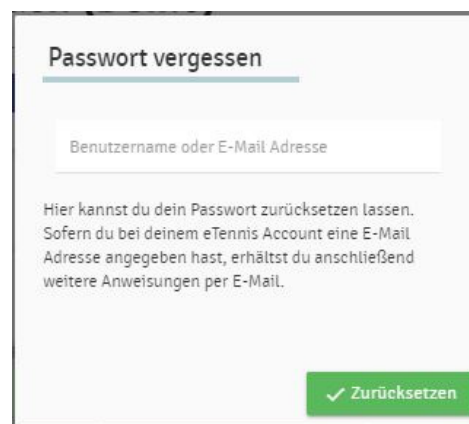 Passwort vergessen
Benutzername oder E-Mail Adresse
Hier kannst du dein Passwort zurücksetzen lassen.
Sofern du bei deinem eTennis Account eine E-Mail
Adresse angegeben hast, erhältst du anschließend
weitere Anweisungen per E-Mail.
Zurücksetzen